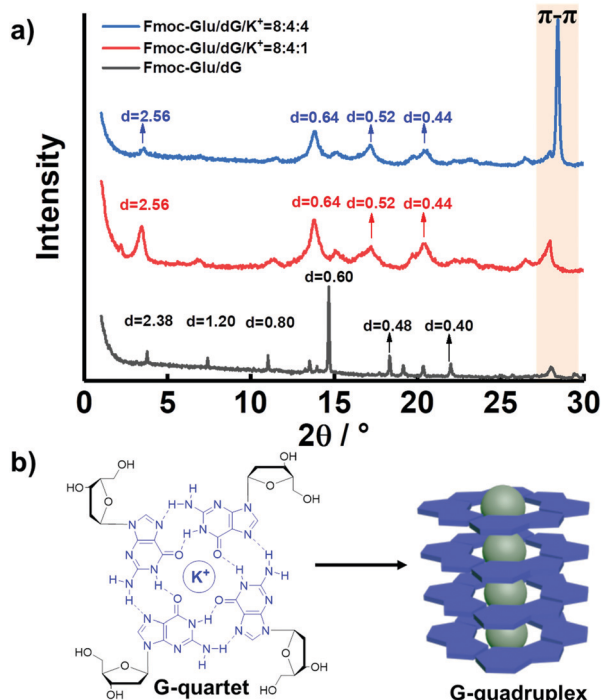 a)
π-π
Fmoc-Glu/dG/K⁺=8:4:4
Fmoc-Glu/dG/K⁺=8:4:1
Fmoc-Glu/dG
d=2.56 d=0.64 d=0.52 d=0.44
d=2.56 d=0.64 d=0.52 d=0.44
d=0.60
d=2.38 d=1.20 d=0.80 d=0.48 d=0.40
Intensity
0 5 10 15 20 25 30
2θ / °
b)
HO OH O N N N N O N H H N H
HO OH O N N N N O N H H N H
K⁺
HO OH O N N N N O N H H N H
HO OH O N N N N O N H H N H
G-quartet
G-quadruplex